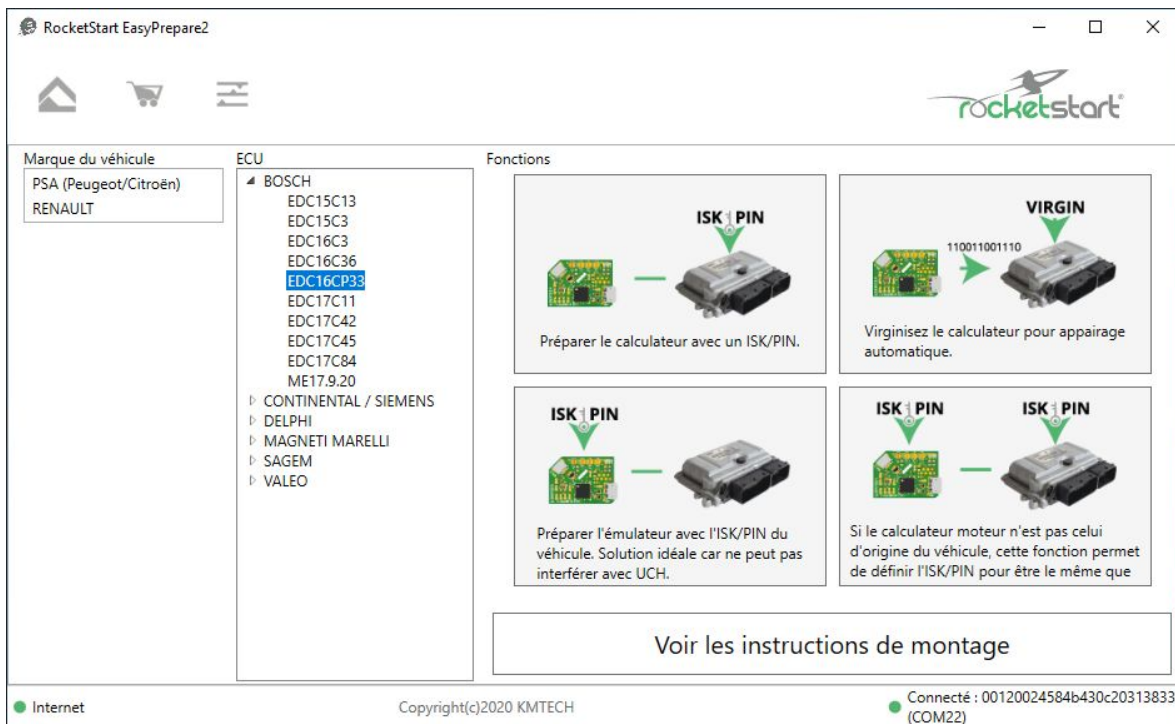 RocketStart EasyPrepare2
rocketstart®
Marque du véhicule
PSA (Peugeot/Citroën)
RENAULT
ECU
BOSCH
EDC15C13
EDC15C3
EDC16C3
EDC16C36
EDC16CP33
EDC17C11
EDC17C42
EDC17C45
EDC17C84
ME17.9.20
CONTINENTAL / SIEMENS
DELPHI
MAGNETI MARELLI
SAGEM
VALEO
Fonctions
ISK PIN
Préparer le calculateur avec un ISK/PIN.
VIRGIN
110011001110
Virginisez le calculateur pour appairage
automatique.
ISK PIN
Préparer l'émulateur avec l'ISK/PIN du
véhicule. Solution idéale car ne peut pas
interférer avec UCH.
ISK PIN ISK PIN
Si le calculateur moteur n'est pas celui
d'origine du véhicule, cette fonction permet
de définir l'ISK/PIN pour être le même que
Voir les instructions de montage
Internet
Copyright(c)2020 KMTECH
Connecté : 00120024584b430c20313833
(COM22)